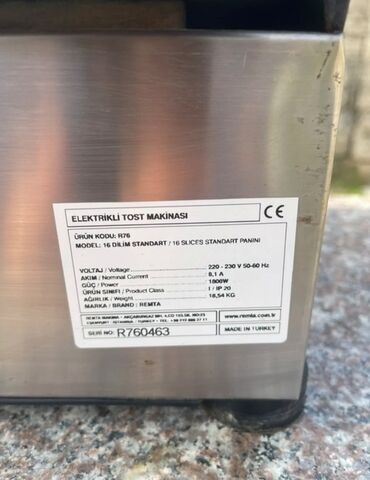 ELEKTRİKLİ TOST MAKİNASI
CE
ÜRÜN KODU: R76
MODEL: 16 DİLİM STANDART / 16 SLICES STANDART PANINI
VOLTAJ / Voltage 220 - 230 V 50-60 Hz
AKIM / Nominal Current 8,1 A
GÜÇ / Power 1800W
ÜRÜN SINIFI / Product Class I / IP 20
AĞIRLIK / Weight 18,54 KG
MARKA / BRAND : REMTA
REMTA MAKİNA -
www.remta.com.tr
SERI NO: R760463
MADE IN TURKEY